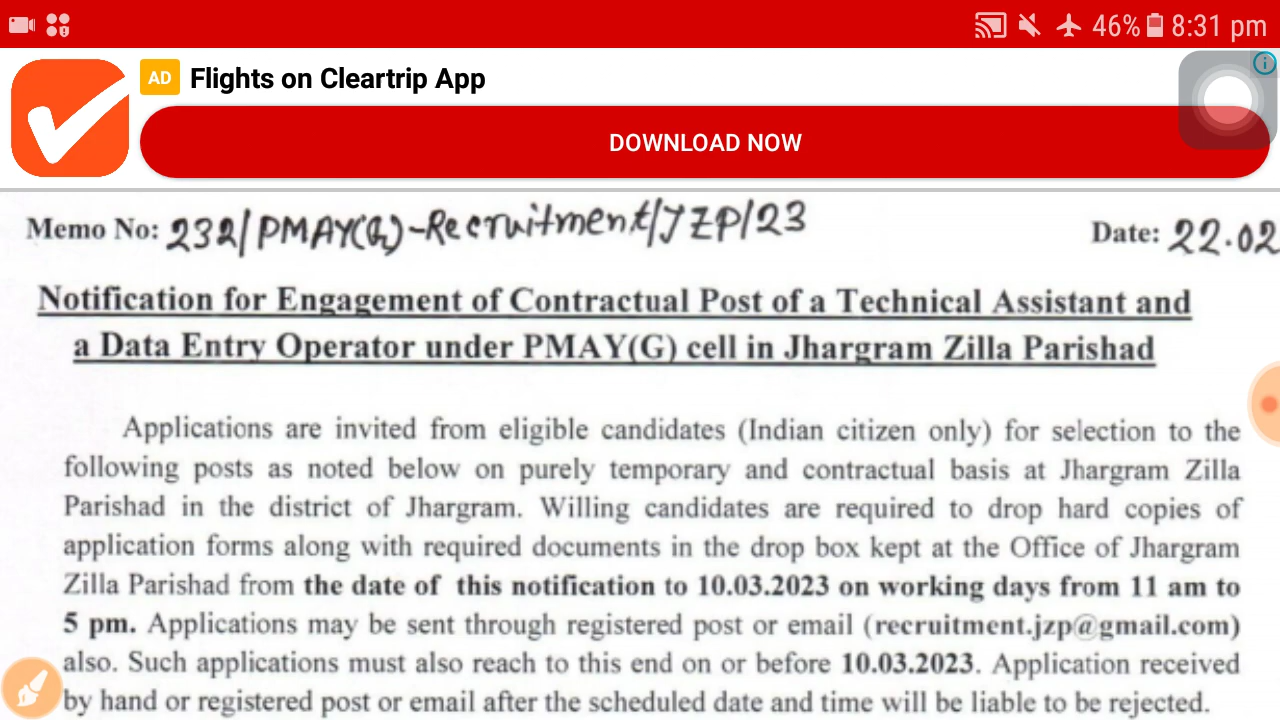 46% 8:31 pm
AD Flights on Cleartrip App
DOWNLOAD NOW
Memo No: 232/PMAY(G)-Recruitment/JZP/23 Date: 22.02
Notification for Engagement of Contractual Post of a Technical Assistant and
a Data Entry Operator under PMAY(G) cell in Jhargram Zilla Parishad
Applications are invited from eligible candidates (Indian citizen only) for selection to the
following posts as noted below on purely temporary and contractual basis at Jhargram Zilla
Parishad in the district of Jhargram. Willing candidates are required to drop hard copies of
application forms along with required documents in the drop box kept at the Office of Jhargram
Zilla Parishad from the date of this notification to 10.03.2023 on working days from 11 am to
5 pm. Applications may be sent through registered post or email (recruitment.jzp@gmail.com)
also. Such applications must also reach to this end on or before 10.03.2023. Application received
by hand or registered post or email after the scheduled date and time will be liable to be rejected.